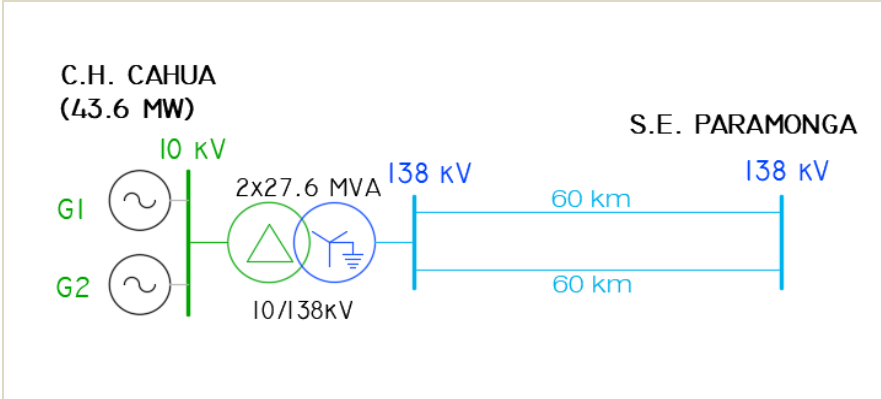 C.H. CAHUA
(43.6 MW)
S.E. PARAMONGA
10 KV
138 KV
138 KV
2x27.6 MVA
60 km
G1
G2
60 km
10/138kV